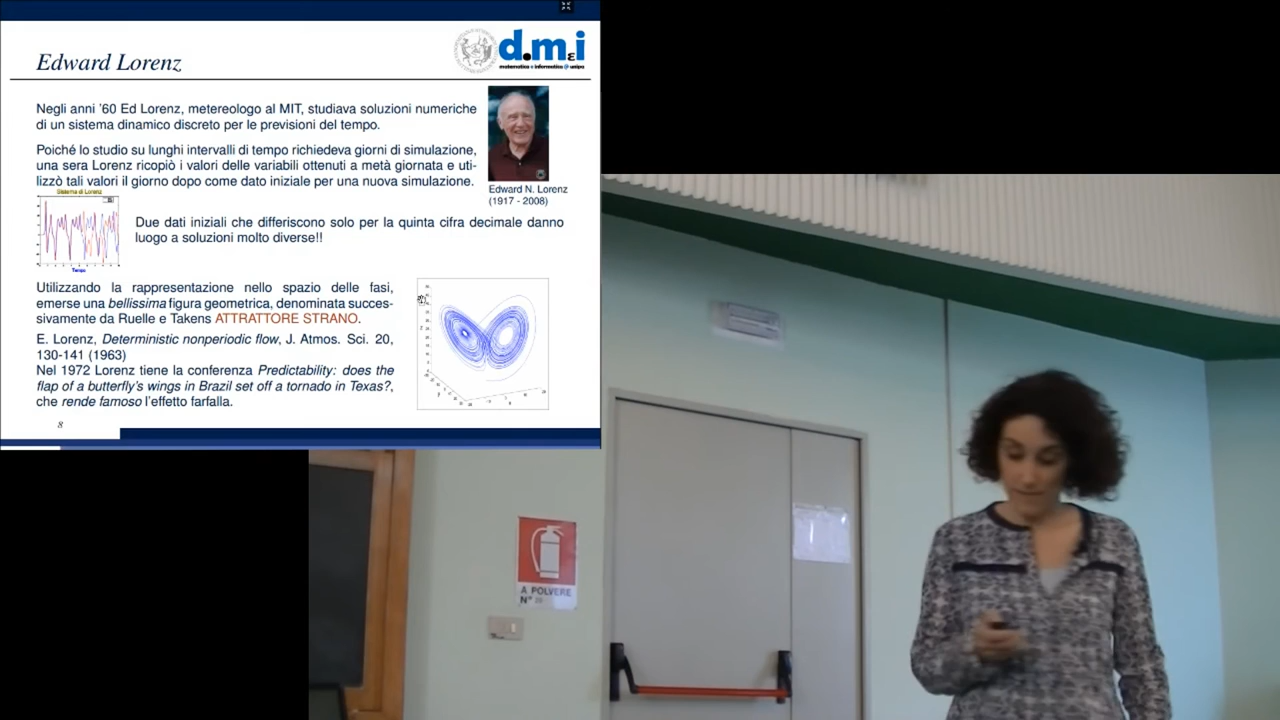 Edward Lorenz
d.mεi
matematica e informatica @ unipa
Negli anni '60 Ed Lorenz, metereologo al MIT, studiava soluzioni numeriche
di un sistema dinamico discreto per le previsioni del tempo.
Poiché lo studio su lunghi intervalli di tempo richiedeva giorni di simulazione,
una sera Lorenz ricopiò i valori delle variabili ottenuti a metà giornata e uti-
lizzò tali valori il giorno dopo come dato iniziale per una nuova simulazione.
Edward N. Lorenz
(1917 - 2008)
Sistema di Lorenz
Tempo
Due dati iniziali che differiscono solo per la quinta cifra decimale danno
luogo a soluzioni molto diverse!!
Utilizzando la rappresentazione nello spazio delle fasi,
emerse una bellissima figura geometrica, denominata succes-
sivamente da Ruelle e Takens ATTRATTORE STRANO.
E. Lorenz, Deterministic nonperiodic flow, J. Atmos. Sci. 20,
130-141 (1963)
Nel 1972 Lorenz tiene la conferenza Predictability: does the
flap of a butterfly's wings in Brazil set off a tornado in Texas?,
che rende famoso l'effetto farfalla.
8
A POLVERE
N°